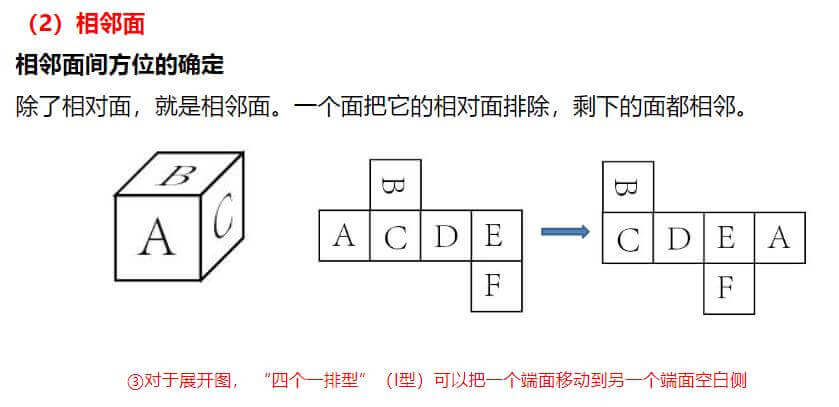 （2）相邻面
相邻面间方位的确定
除了相对面，就是相邻面。一个面把它的相对面排除，剩下的面都相邻。
B
A C
B
A C D E
F
B
C D E A
F
③对于展开图，“四个一排型”（I型）可以把一个端面移动到另一个端面空白侧